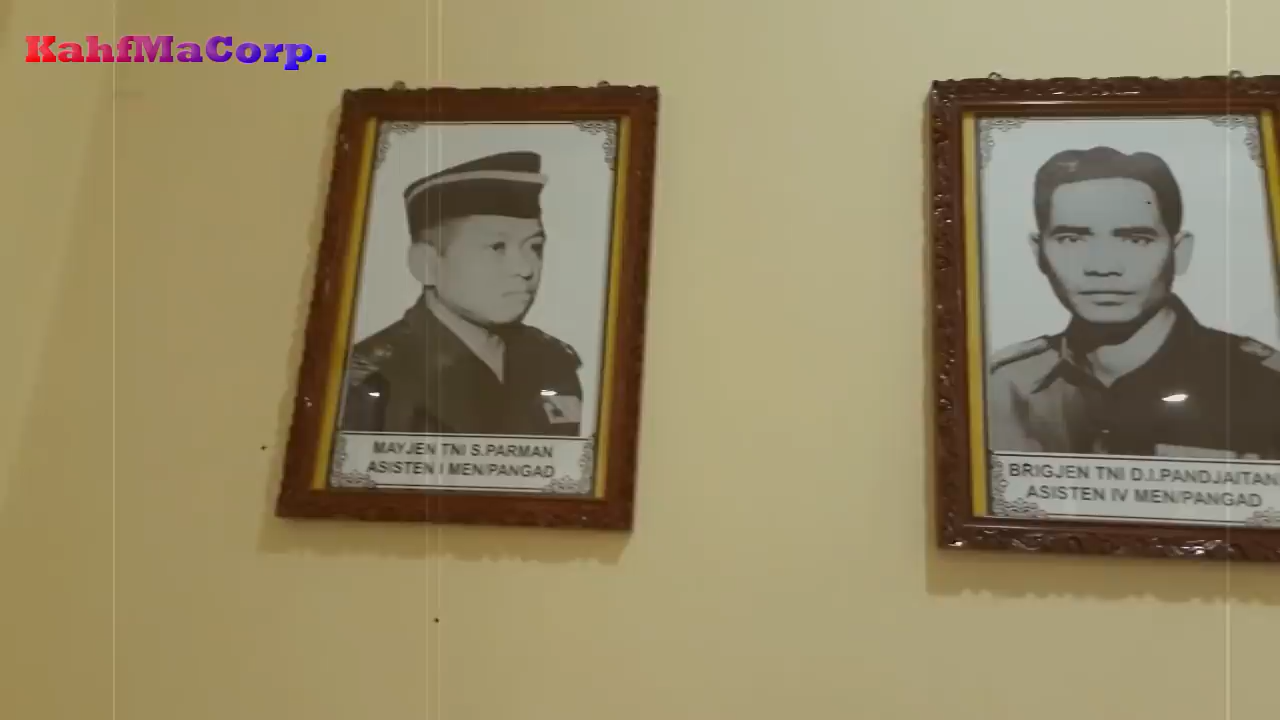 KahfMaCorp.
MAYJEN TNI S.PARMAN
ASISTEN I MEN/PANGAD
BRIGJEN TNI D.I.PANDJAITAN
ASISTEN IV MEN/PANGAD